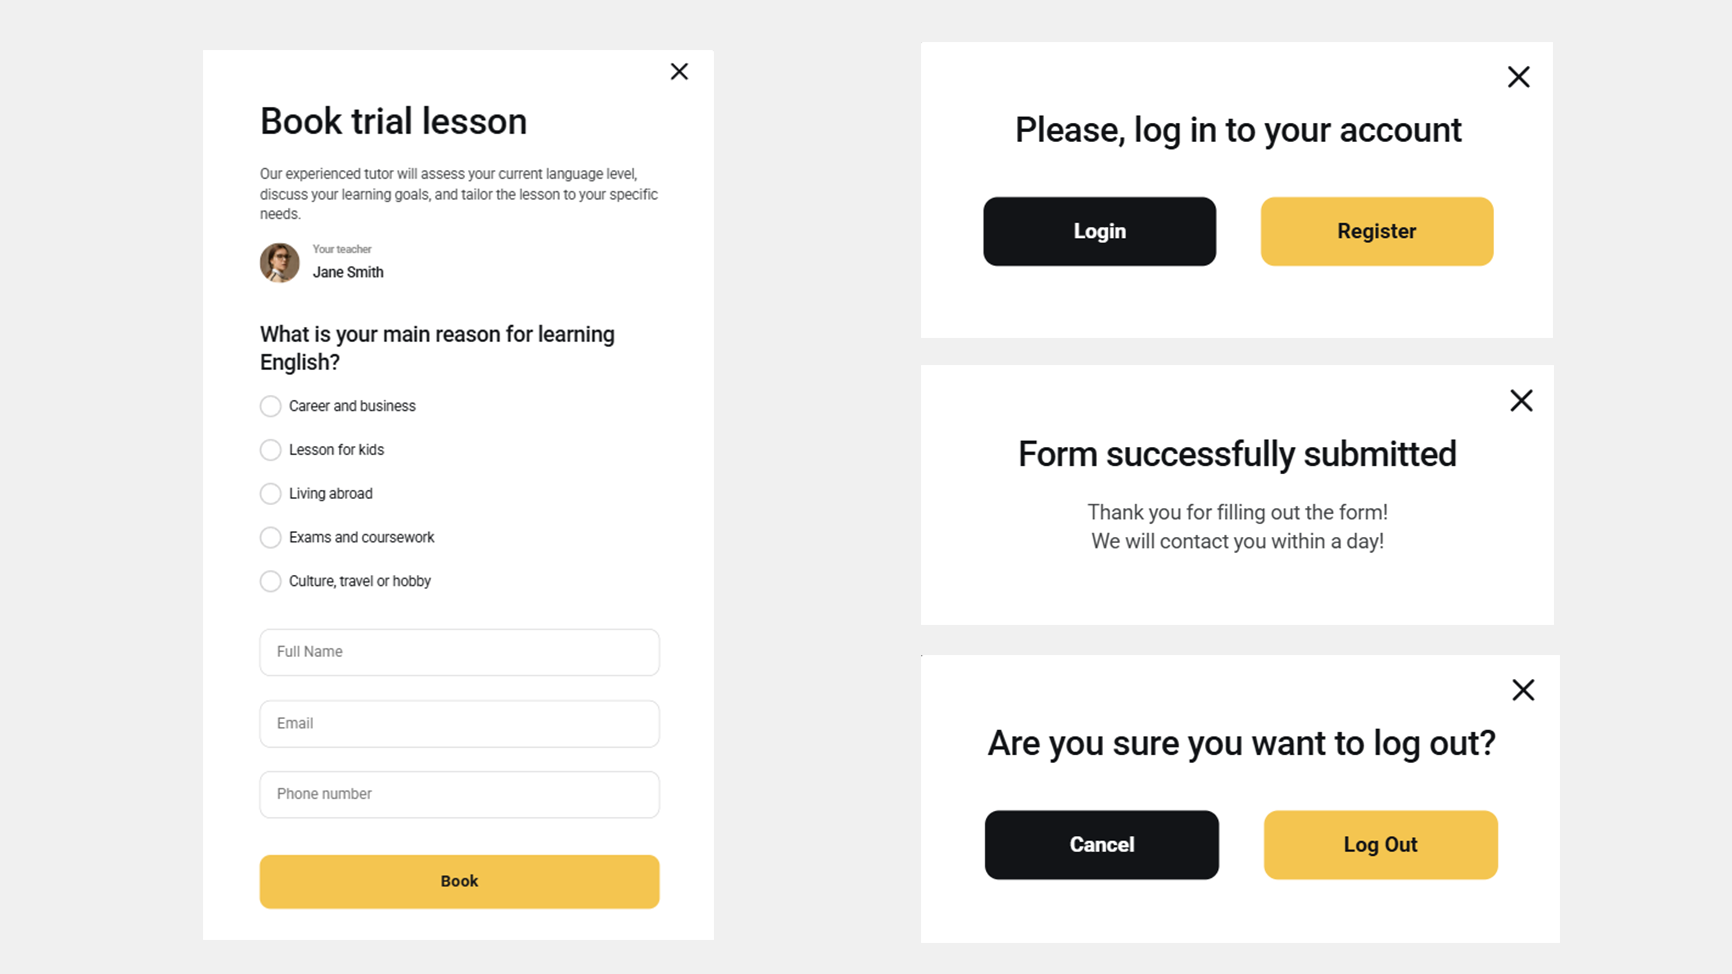 Book trial lesson
Our experienced tutor will assess your current language level,
discuss your learning goals, and tailor the lesson to your specific
needs.
Your teacher
Jane Smith
What is your main reason for learning
English?
Career and business
Lesson for kids
Living abroad
Exams and coursework
Culture, travel or hobby
Full Name
Email
Phone number
Book
Please, log in to your account
Login
Register
Form successfully submitted
Thank you for filling out the form!
We will contact you within a day!
Are you sure you want to log out?
Cancel
Log Out